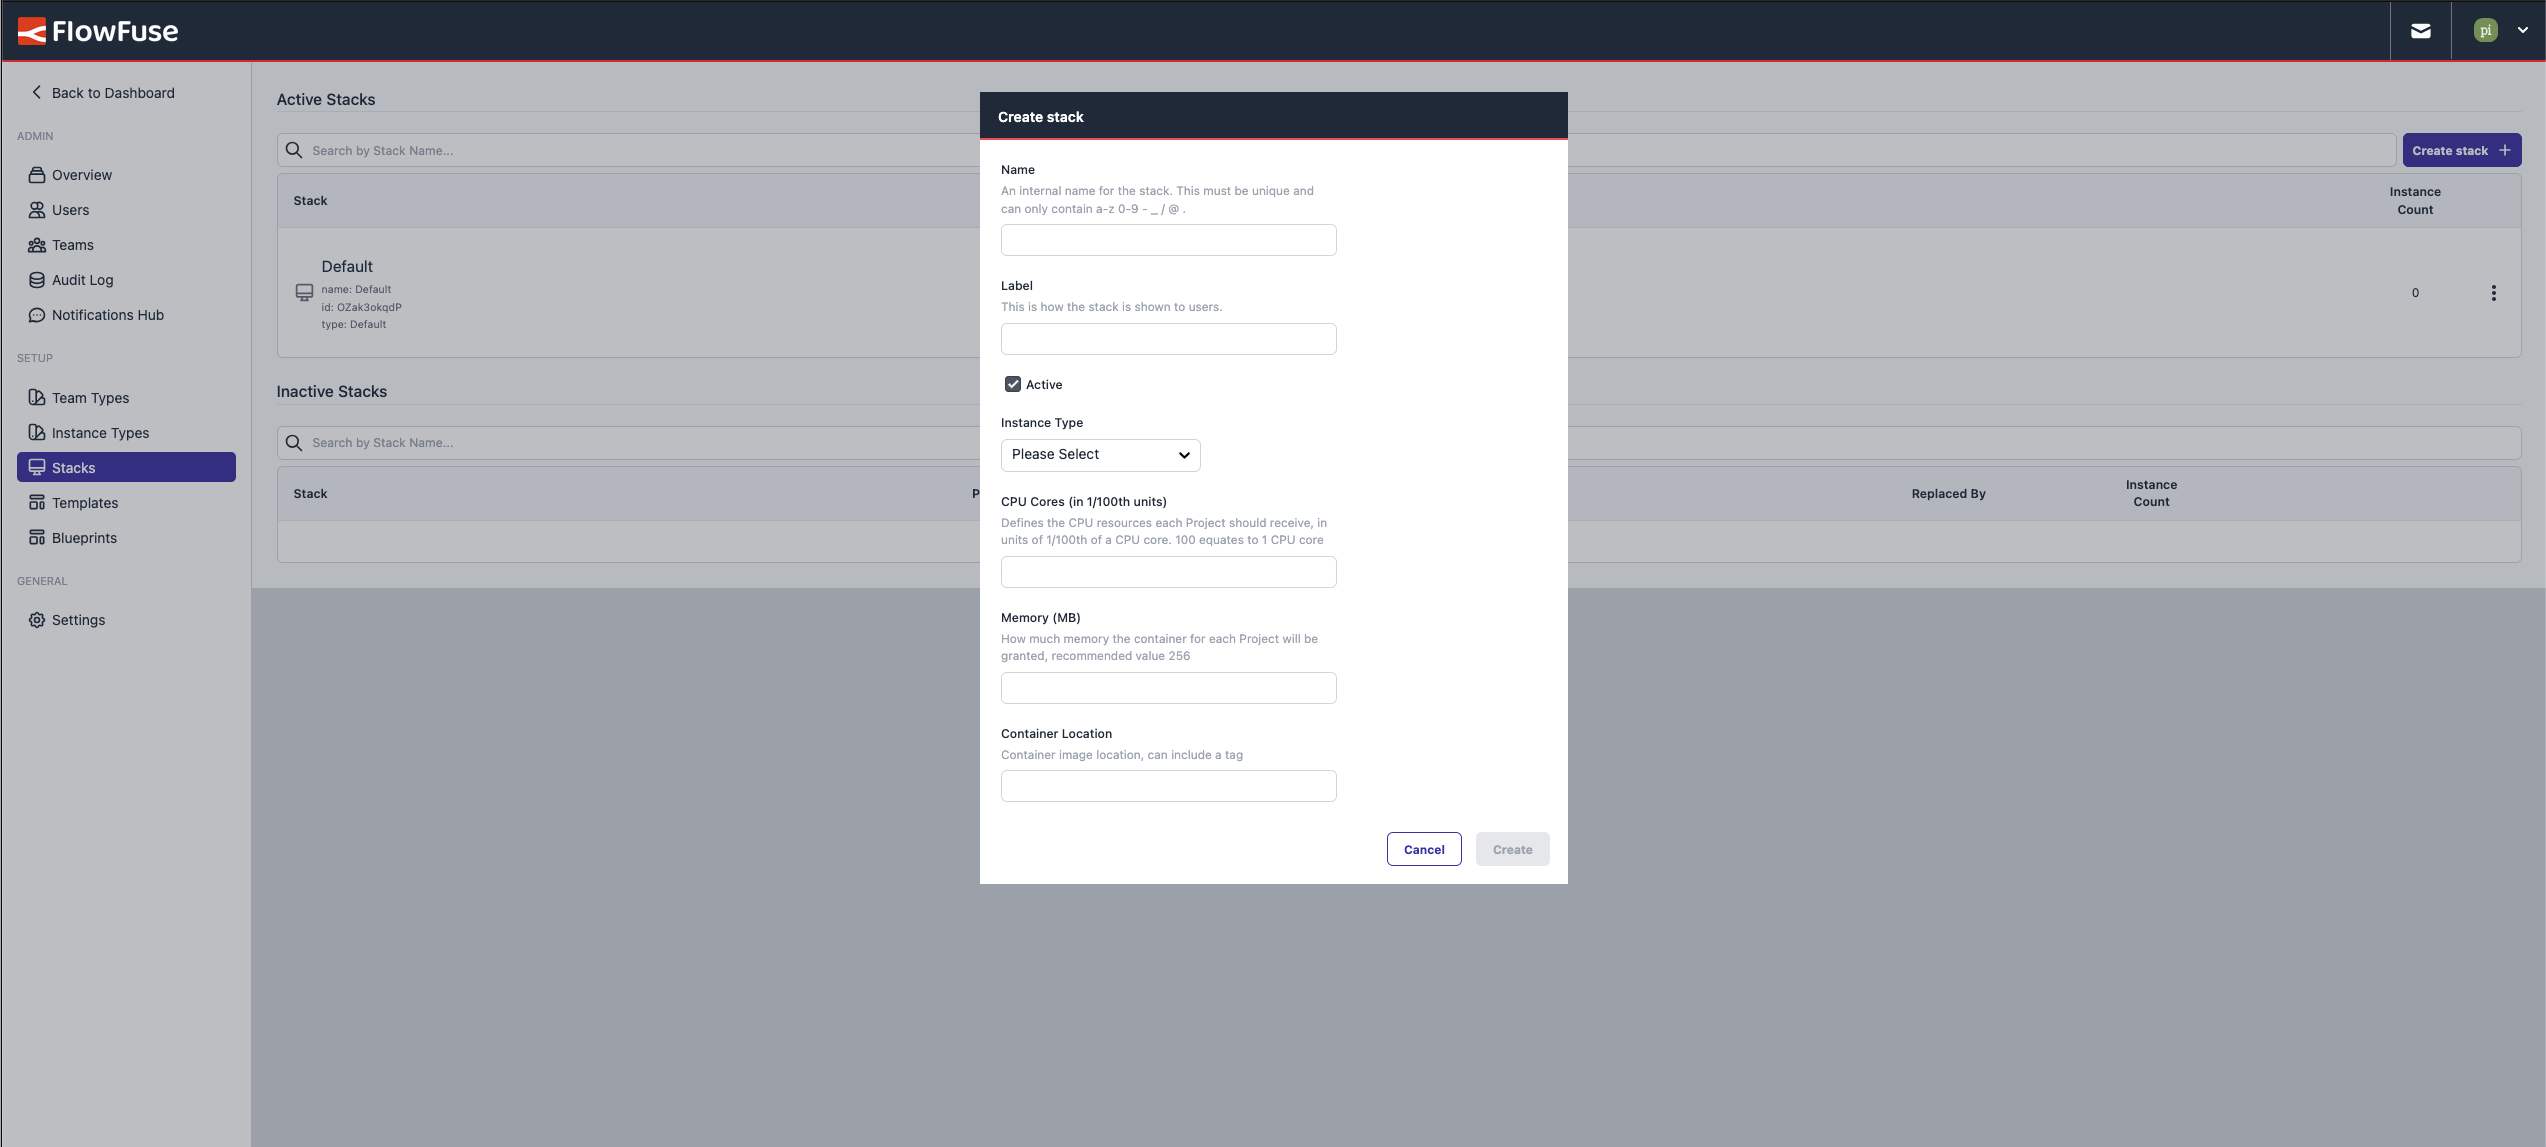 FlowFuse
pi
Back to Dashboard
ADMIN
Overview
Users
Teams
Audit Log
Notifications Hub
SETUP
Team Types
Instance Types
Stacks
Templates
Blueprints
GENERAL
Settings
Active Stacks
Search by Stack Name...
Create stack
Stack
Instance
Count
Default
name: Default
id: OZak3okqdP
type: Default
0
Inactive Stacks
Search by Stack Name...
Stack
P
Replaced By
Instance
Count
Create stack
Name
An internal name for the stack. This must be unique and
can only contain a-z 0-9 - _ / @ .
Label
This is how the stack is shown to users.
Active
Instance Type
Please Select
CPU Cores (in 1/100th units)
Defines the CPU resources each Project should receive, in
units of 1/100th of a CPU core. 100 equates to 1 CPU core
Memory (MB)
How much memory the container for each Project will be
granted, recommended value 256
Container Location
Container image location, can include a tag
Cancel
Create